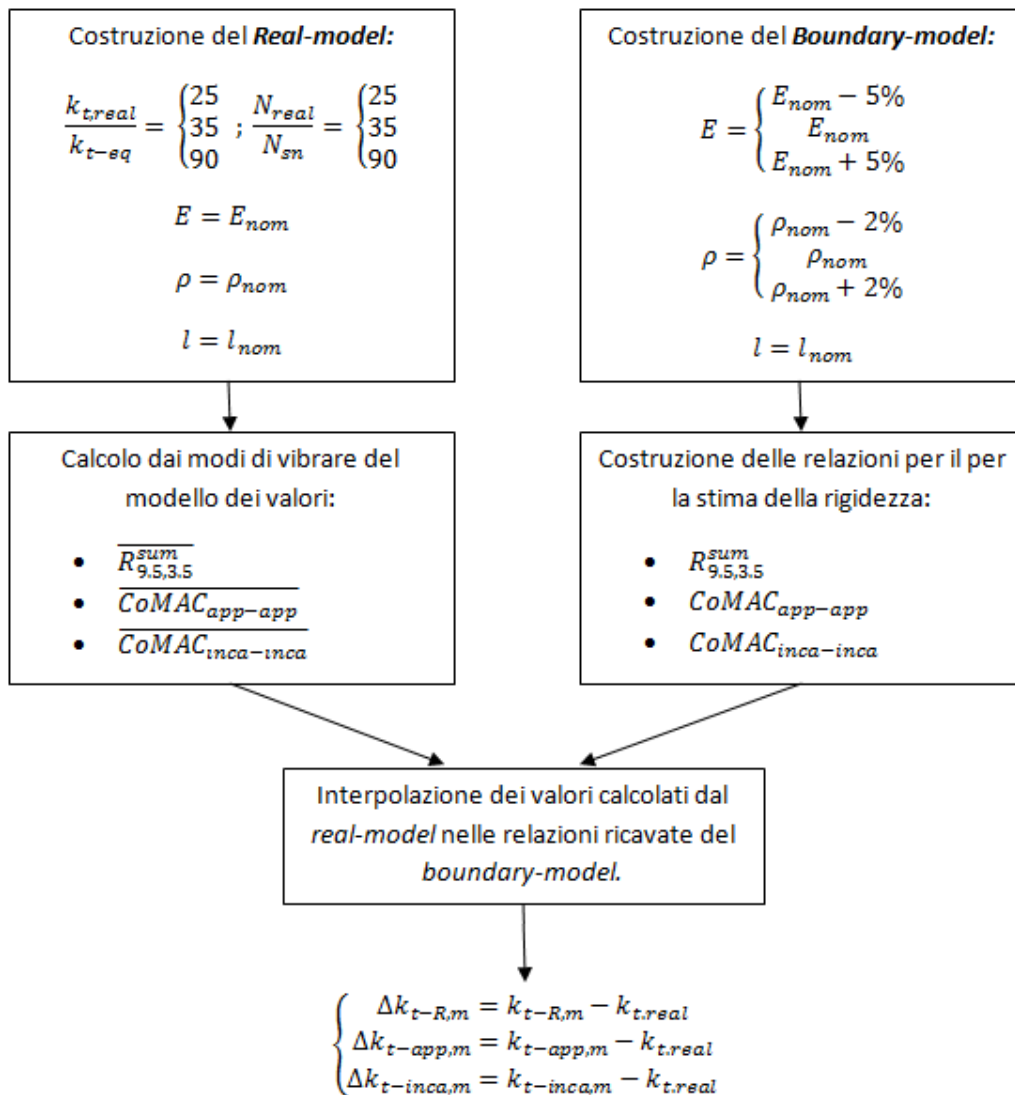 Costruzione del Real-model:
k_{t,real} / k_{t-eq} = { 25 35 90 ; N_{real} / N_{sn} = { 25 35 90
E = E_{nom}
ρ = ρ_{nom}
l = l_{nom}
Costruzione del Boundary-model:
E = { E_{nom} − 5% E_{nom} E_{nom} + 5%
ρ = { ρ_{nom} − 2% ρ_{nom} ρ_{nom} + 2%
l = l_{nom}
Calcolo dai modi di vibrare del
modello dei valori:
• \overline{R^{sum}_{9.5,3.5}}
• \overline{CoMAC_{app-app}}
• \overline{CoMAC_{inca-inca}}
Costruzione delle relazioni per il per
la stima della rigidezza:
• R^{sum}_{9.5,3.5}
• CoMAC_{app-app}
• CoMAC_{inca-inca}
Interpolazione dei valori calcolati dal
real-model nelle relazioni ricavate del
boundary-model.
Δk_{t-R,m} = k_{t-R,m} − k_{t.real}
Δk_{t-app,m} = k_{t-app,m} − k_{t.real}
Δk_{t-inca,m} = k_{t-inca,m} − k_{t.real}